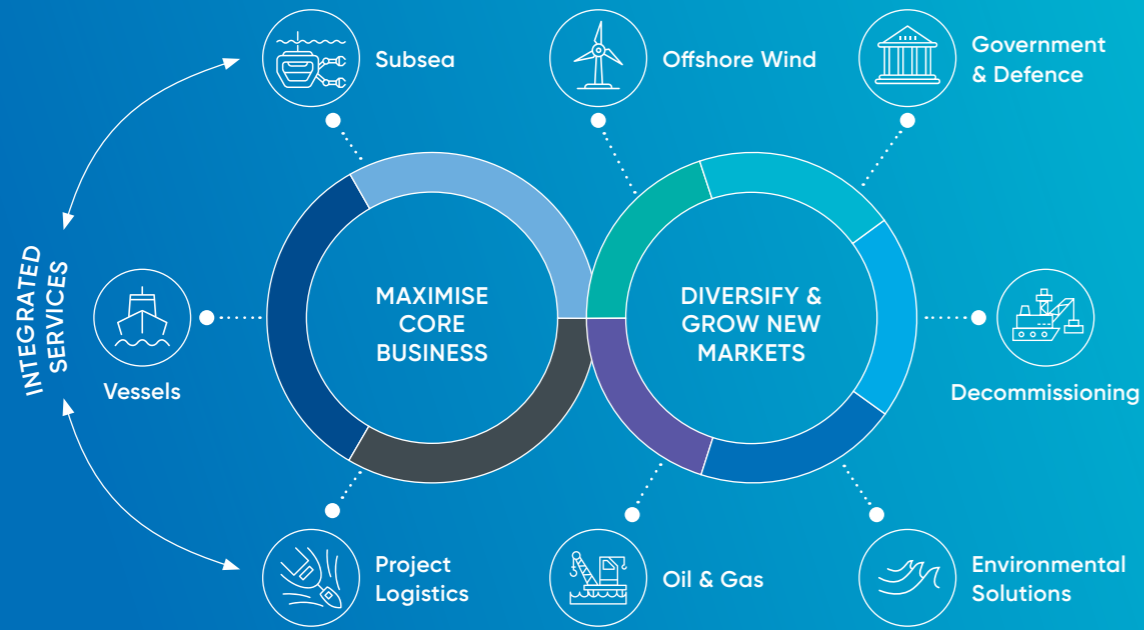 Subsea
Offshore Wind
Government
& Defence
INTEGRATED
SERVICES
MAXIMISE
CORE
BUSINESS
DIVERSIFY &
GROW NEW
MARKETS
Vessels
Decommissioning
Project
Logistics
Oil & Gas
Environmental
Solutions